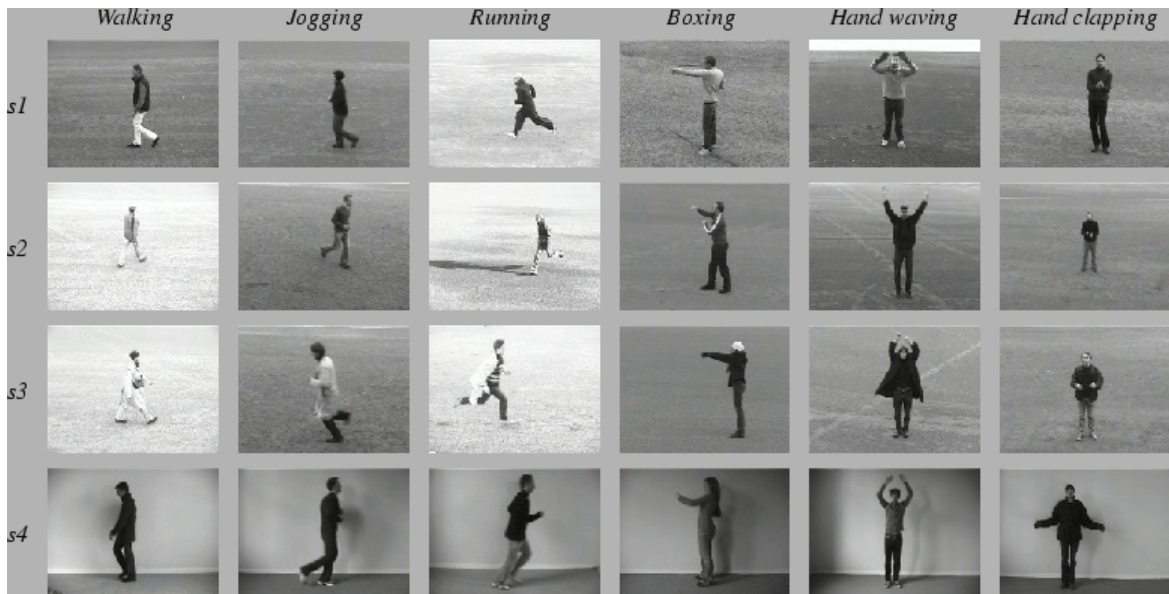 Walking Jogging Running Boxing Hand waving Hand clapping
s1
s2
s3
s4